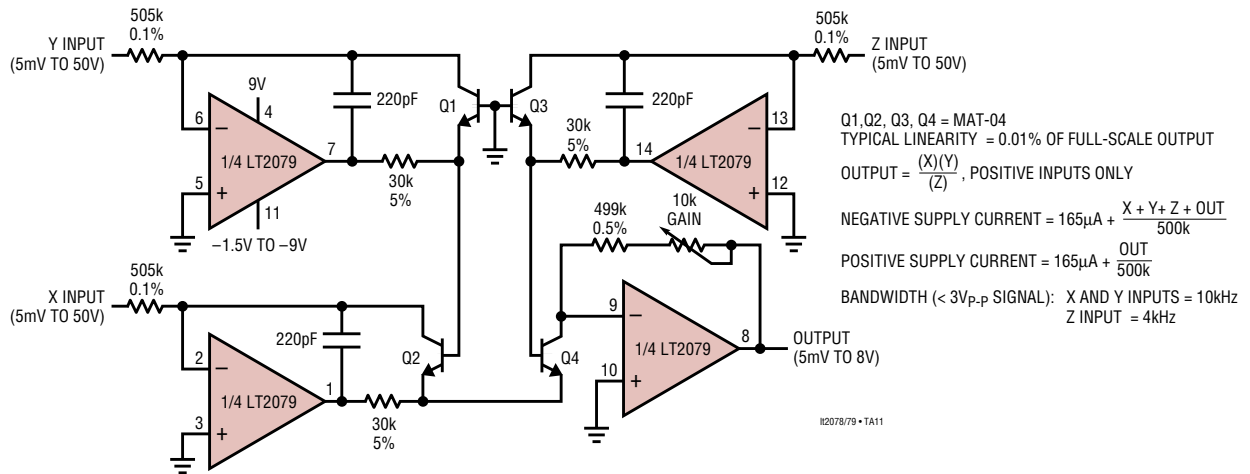 505k
0.1%
Y INPUT
(5mV TO 50V)
9V
4
6
5
7
11
1/4 LT2079
–1.5V TO –9V
220pF
30k
5%
Q1
Q3
505k
0.1%
Z INPUT
(5mV TO 50V)
220pF
30k
5%
14
13
12
1/4 LT2079
505k
0.1%
X INPUT
(5mV TO 50V)
2
3
1
1/4 LT2079
220pF
30k
5%
Q2
Q4
499k
0.5%
10k
GAIN
9
10
8
1/4 LT2079
OUTPUT
(5mV TO 8V)
Q1,Q2, Q3, Q4 = MAT-04
TYPICAL LINEARITY = 0.01% OF FULL-SCALE OUTPUT
OUTPUT = (X)(Y)/(Z), POSITIVE INPUTS ONLY
NEGATIVE SUPPLY CURRENT = 165µA + X + Y+ Z + OUT/500k
POSITIVE SUPPLY CURRENT = 165µA + OUT/500k
BANDWIDTH (< 3VP-P SIGNAL): X AND Y INPUTS = 10kHz
Z INPUT = 4kHz
lt2078/79 • TA11